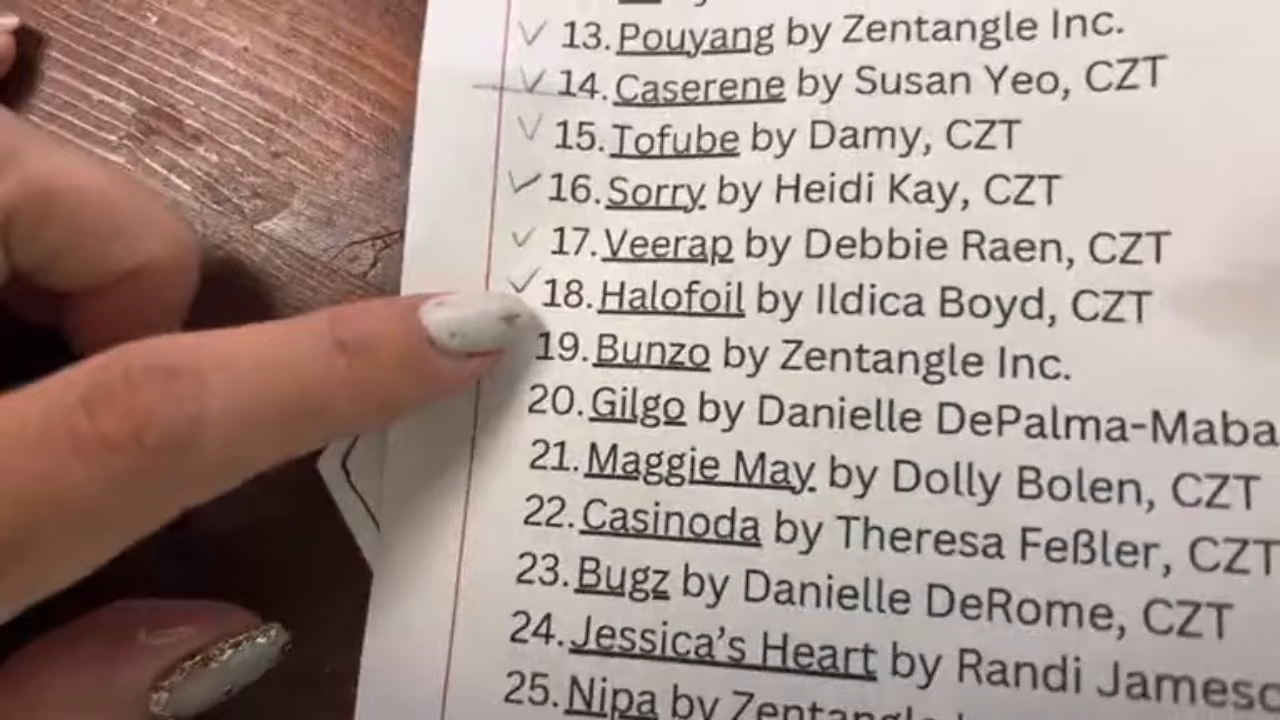 13. Pouyang by Zentangle Inc.
14. Caserene by Susan Yeo, CZT
15. Tofube by Damy, CZT
16. Sorry by Heidi Kay, CZT
17. Veerap by Debbie Raen, CZT
18. Halofoil by Ildica Boyd, CZT
19. Bunzo by Zentangle Inc.
20. Gilgo by Danielle DePalma-Maba
21. Maggie May by Dolly Bolen, CZT
22. Casinoda by Theresa Feßler, CZT
23. Bugz by Danielle DeRome, CZT
24. Jessica's Heart by Randi Jameso
25. Nipa by Zentangle